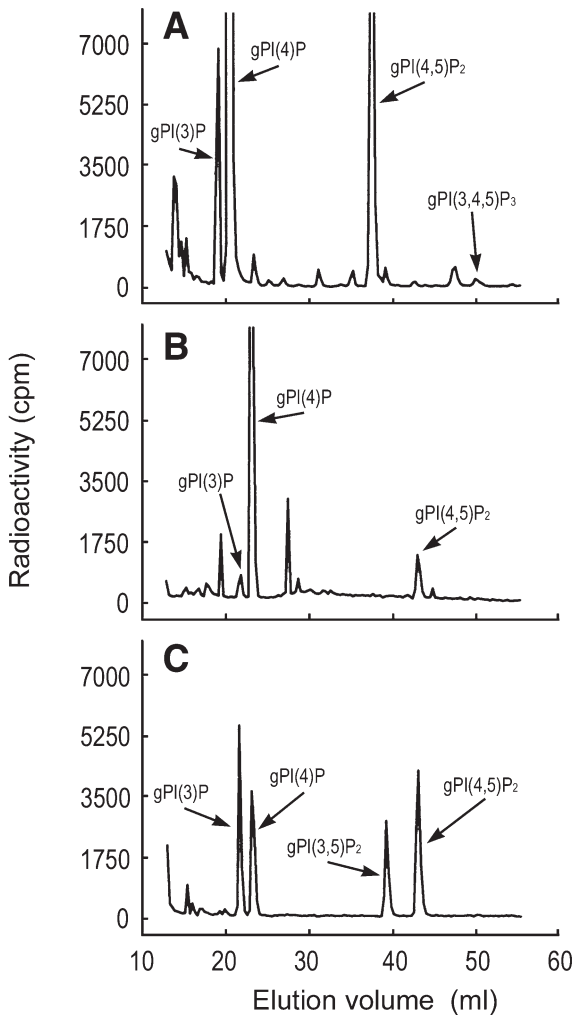 A
7000
5250
3500
1750
0
gPI(3)P
gPI(4)P
gPI(4,5)P2
gPI(3,4,5)P3
B
7000
5250
3500
1750
0
gPI(3)P
gPI(4)P
gPI(4,5)P2
C
7000
5250
3500
1750
0
gPI(3)P
gPI(4)P
gPI(3,5)P2
gPI(4,5)P2
10 20 30 40 50 60
Radioactivity (cpm)
Elution volume (ml)